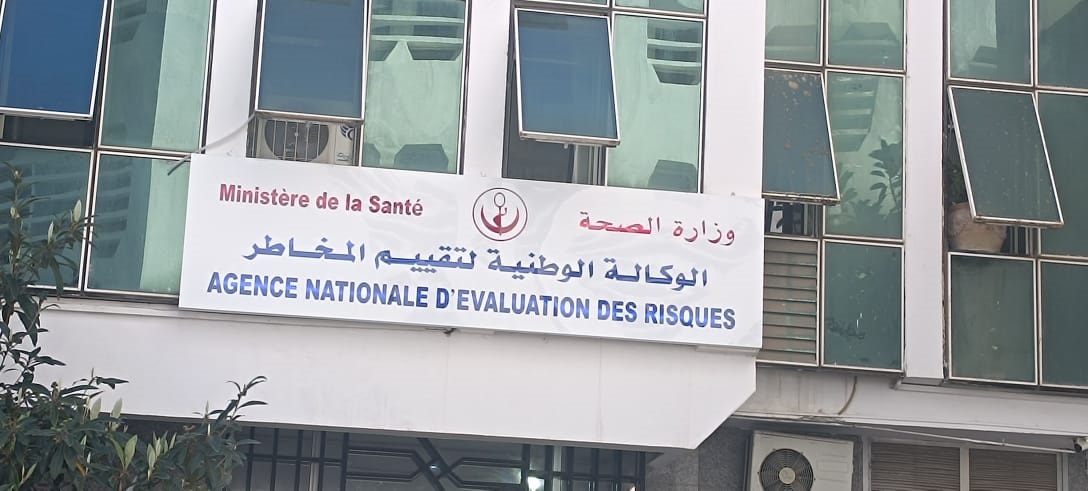 Ministère de la Santé
وزارة الصحة
الوكالة الوطنية لتقييم المخاطر
AGENCE NATIONALE D'EVALUATION DES RISQUES